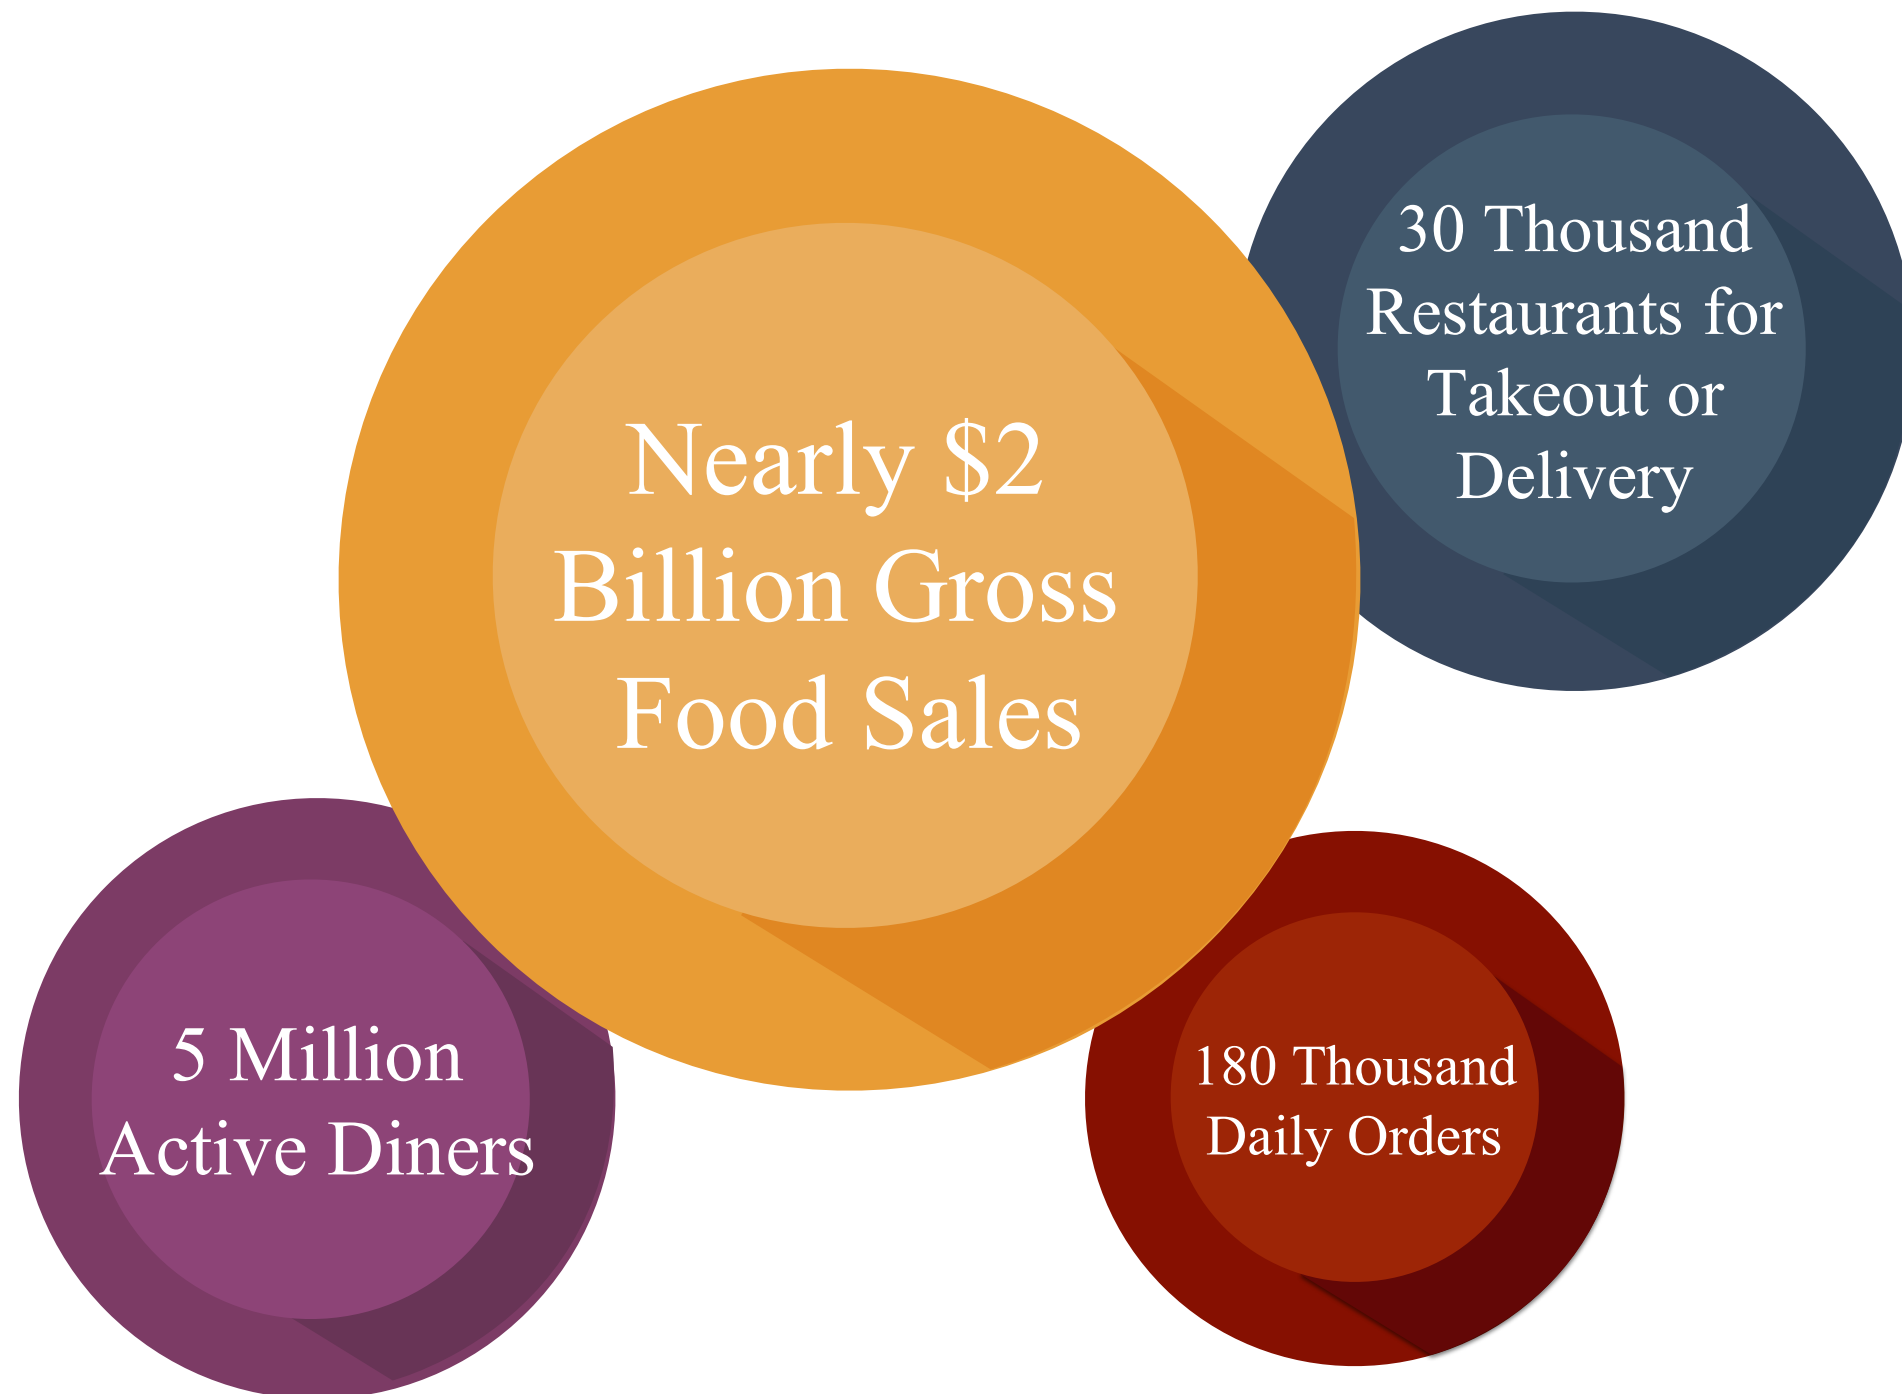 Nearly $2
Billion Gross
Food Sales
30 Thousand
Restaurants for
Takeout or
Delivery
5 Million
Active Diners
180 Thousand
Daily Orders